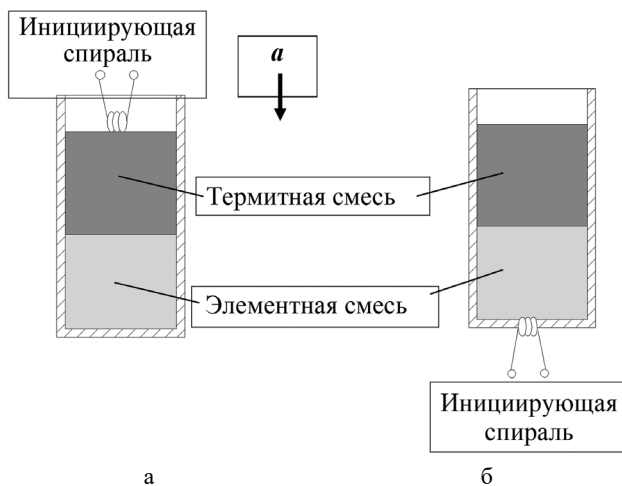 Инициирующая
спираль
a
Термитная смесь
Элементная смесь
Инициирующая
спираль
а
б